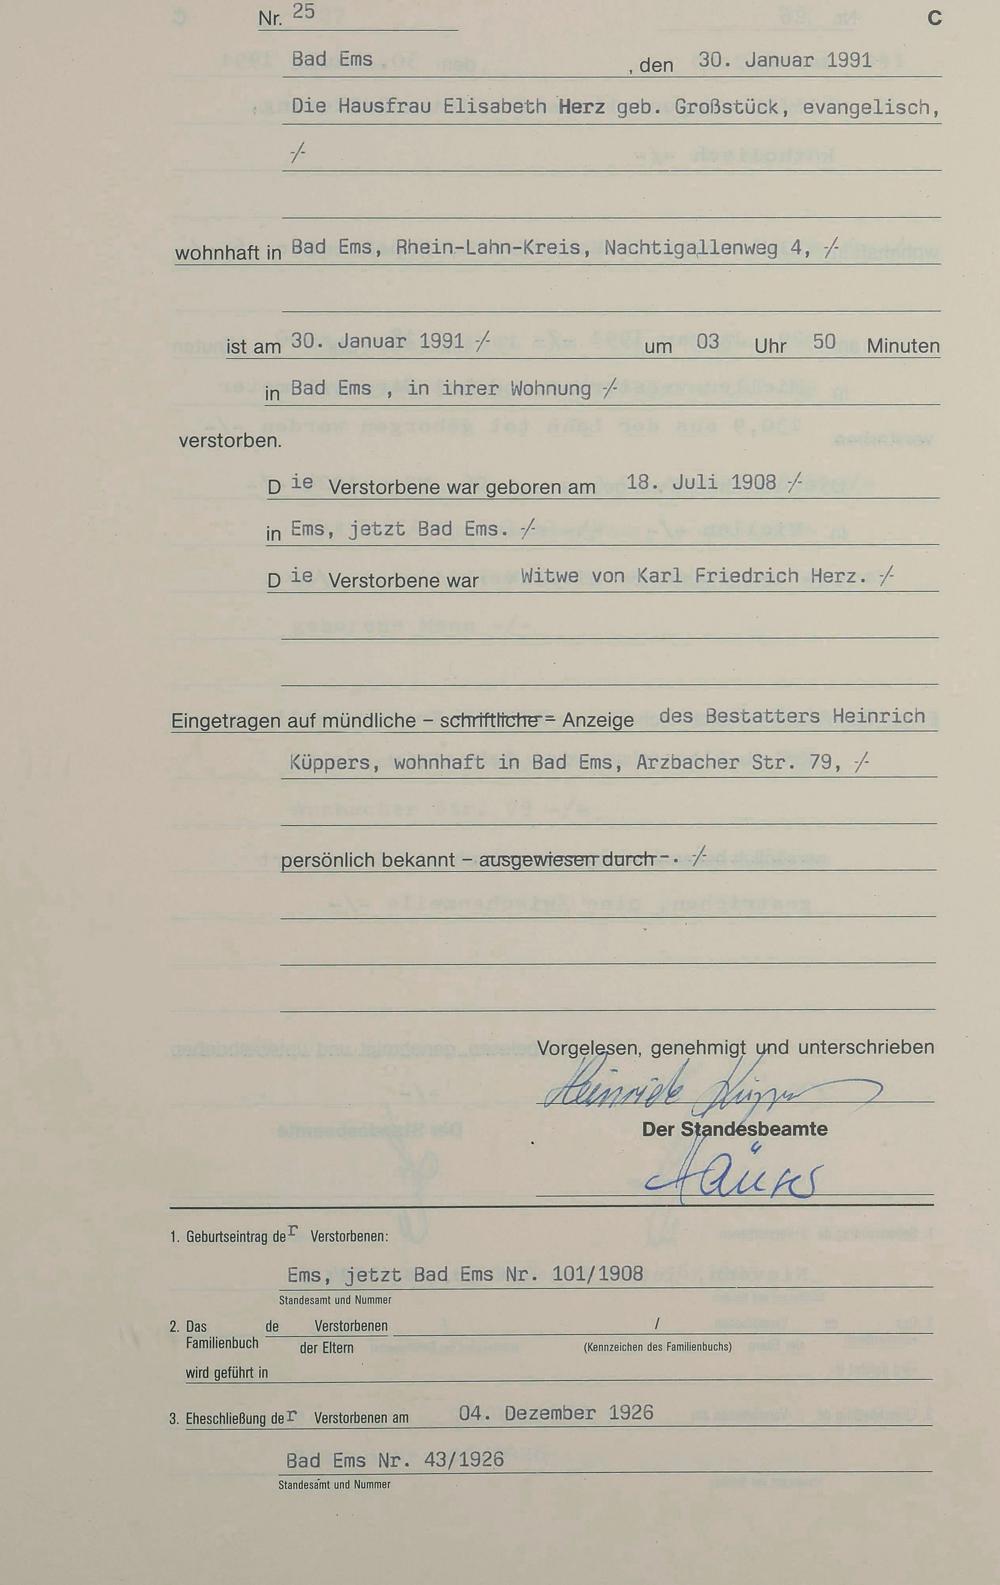 Nr. 25 C
Bad Ems , den 30. Januar 1991
Die Hausfrau Elisabeth Herz geb. Großstück, evangelisch,
-/-
wohnhaft in Bad Ems, Rhein-Lahn-Kreis, Nachtigallenweg 4, -/-
ist am 30. Januar 1991 -/- um 03 Uhr 50 Minuten
in Bad Ems , in ihrer Wohnung -/-
verstorben.
D ie Verstorbene war geboren am 18. Juli 1908 -/-
in Ems, jetzt Bad Ems. -/-
D ie Verstorbene war Witwe von Karl Friedrich Herz. -/-
Eingetragen auf mündliche – schriftliche – Anzeige des Bestatters Heinrich
Küppers, wohnhaft in Bad Ems, Arzbacher Str. 79, -/-
persönlich bekannt – ausgewiesen durch -. -/-
Vorgelesen, genehmigt und unterschrieben
Heinrich Küppers
Der Standesbeamte
1. Geburtseintrag der Verstorbenen:
Ems, jetzt Bad Ems Nr. 101/1908
Standesamt und Nummer
2. Das de Verstorbenen /
Familienbuch der Eltern (Kennzeichen des Familienbuchs)
wird geführt in
3. Eheschließung der Verstorbenen am 04. Dezember 1926
Bad Ems Nr. 43/1926
Standesamt und Nummer